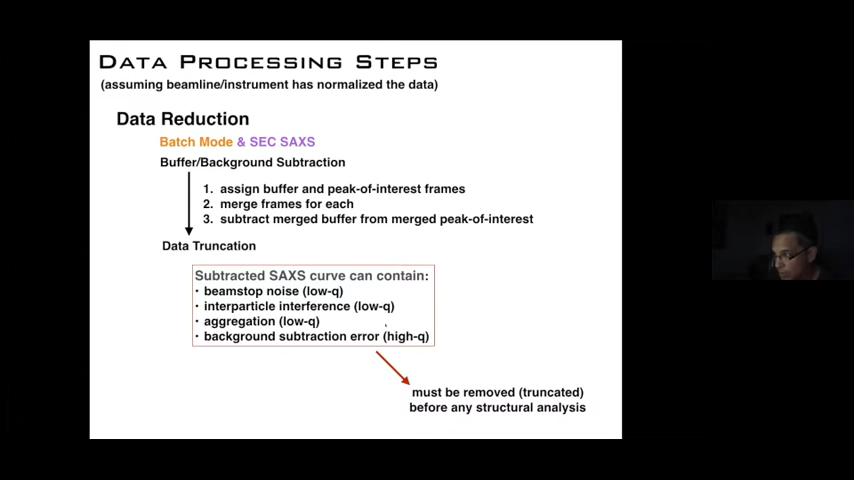 DATA PROCESSING STEPS
(assuming beamline/instrument has normalized the data)
Data Reduction
Batch Mode & SEC SAXS
Buffer/Background Subtraction
1. assign buffer and peak-of-interest frames
2. merge frames for each
3. subtract merged buffer from merged peak-of-interest
Data Truncation
Subtracted SAXS curve can contain:
• beamstop noise (low-q)
• interparticle interference (low-q)
• aggregation (low-q)
• background subtraction error (high-q)
must be removed (truncated)
before any structural analysis